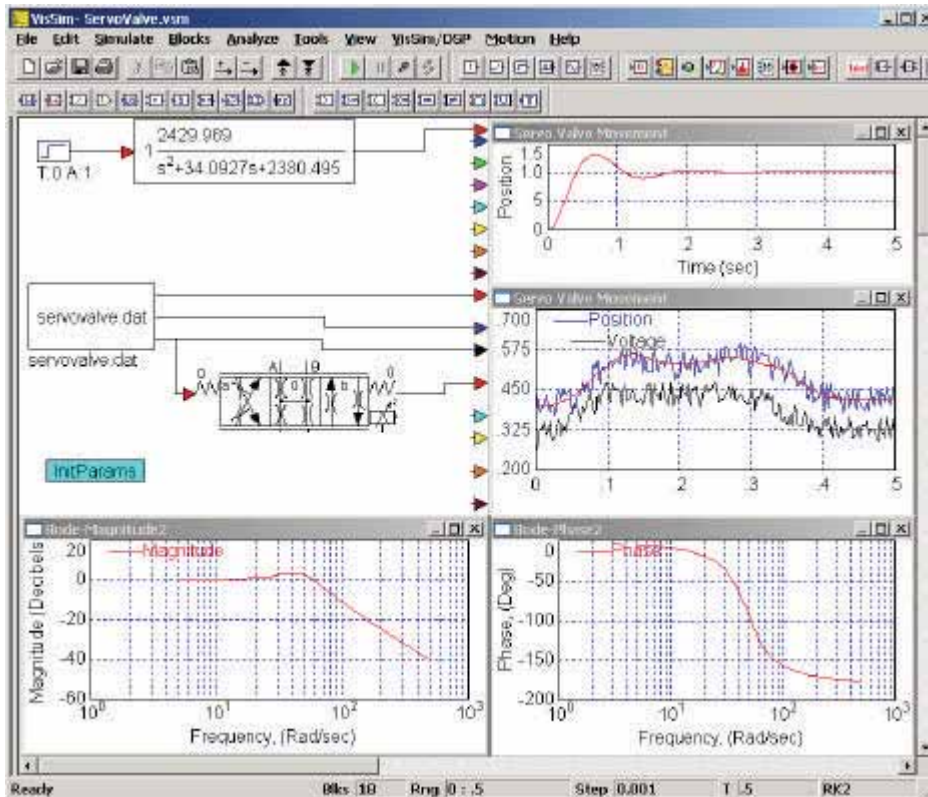 VisSim- ServoValve.vsm
File Edit Simulate Blocks Analyze Tools View VisSim/DSP Motion Help
T:0 A:1
1
2429.969
s²+34.0927s+2380.495
Servo Valve Movement
Position
1.5
1.0
5
0
0 .1 .2 .3 .4 .5
Time (sec)
servovalve.dat
servovalve.dat
0 A B 0
a b
InitParams
Servo Valve Movement
Position
Voltage
.700
.575
.450
.325
.200
0 .1 .2 .3 .4 .5
Bode-Magnitude2
Magnitude
Magnitude (Decibels)
20
0
-20
-40
-60
10⁰ 10¹ 10² 10³
Frequency, (Rad/sec)
Bode-Phase2
Phase
Phase, (Deg)
0
-50
-100
-150
-200
10⁰ 10¹ 10² 10³
Frequency, (Rad/sec)
Ready Blks 18 Rng 0 : .5 Step 0.001 T .5 RK2